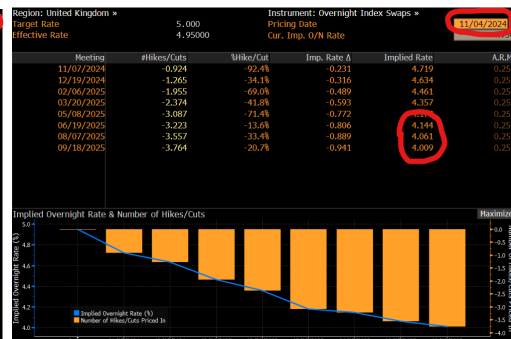 Region: United Kingdom » Instrument: Overnight Index Swaps »
Target Rate 5.000 Pricing Date 11/04/2024
Effective Rate 4.95000 Cur. Imp. O/N Rate
Meeting #Hikes/Cuts %Hike/Cut Imp. Rate Δ Implied Rate A.R.M
11/07/2024 -0.924 -92.4% -0.231 4.719 0.25
12/19/2024 -1.265 -34.1% -0.316 4.634 0.25
02/06/2025 -1.955 -69.0% -0.489 4.461 0.25
03/20/2025 -2.374 -41.8% -0.593 4.357 0.25
05/08/2025 -3.087 -71.4% -0.772 0.25
06/19/2025 -3.223 -13.6% -0.806 4.144 0.25
08/07/2025 -3.557 -33.4% -0.889 4.061 0.25
09/18/2025 -3.764 -20.7% -0.941 4.009 0.25
Implied Overnight Rate & Number of Hikes/Cuts Maximize
Implied Overnight Rate (%)
5.0
4.8
4.6
4.4
4.2
4.0
Implied Overnight Rate (%)
Number of Hikes/Cuts Priced In
0.0
-0.5
-1.0
-1.5
-2.0
-2.5
-3.0
-3.5
-4.0